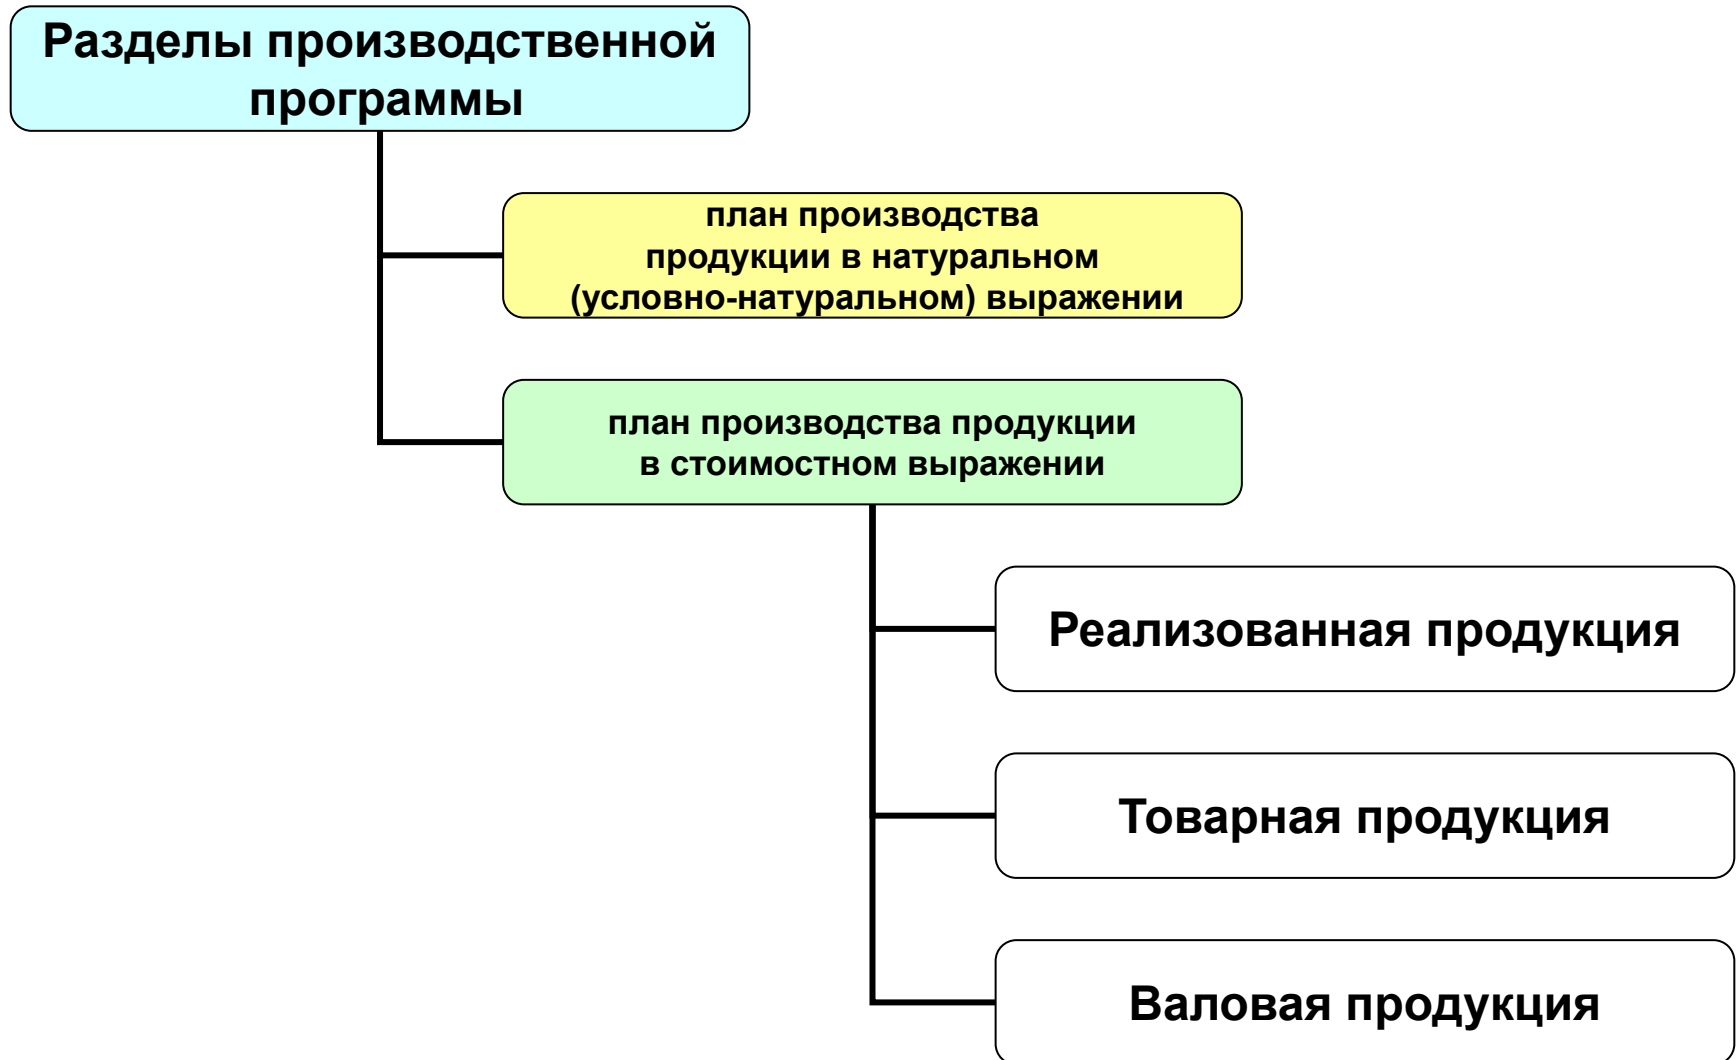 Разделы производственной
программы
план производства
продукции в натуральном
(условно-натуральном) выражении
план производства продукции
в стоимостном выражении
Реализованная продукция
Товарная продукция
Валовая продукция